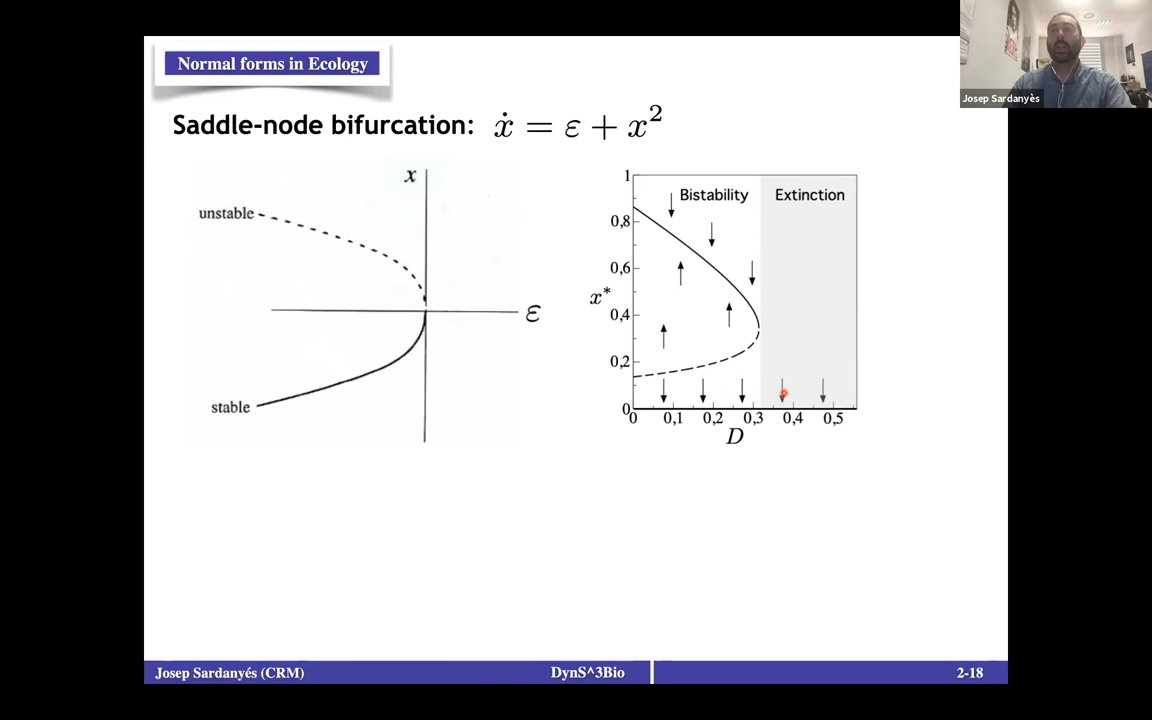 Josep Sardanyès
Normal forms in Ecology
Saddle-node bifurcation: ẋ = ε + x²
x
unstable
ε
stable
1
0,8
0,6
x*
0,4
0,2
0
Bistability
Extinction
0 0,1 0,2 0,3 0,4 0,5
D
Josep Sardanyés (CRM)
DynS^3Bio
2-18